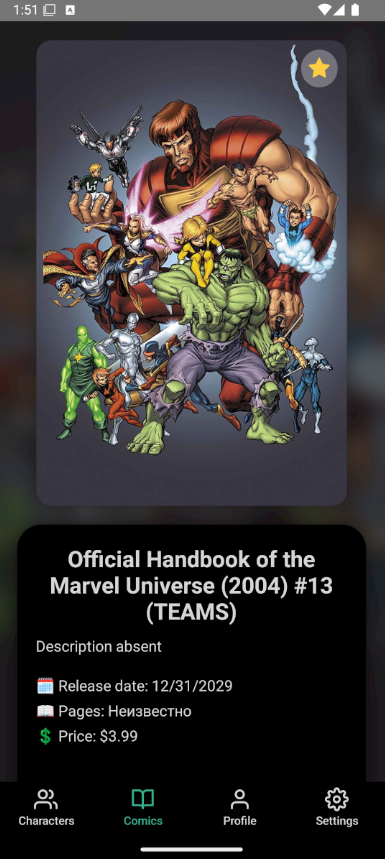 1:51
A
Official Handbook of the
Marvel Universe (2004) #13
(TEAMS)
Description absent
Release date: 12/31/2029
Pages: Неизвестно
Price: $3.99
Characters
Comics
Profile
Settings